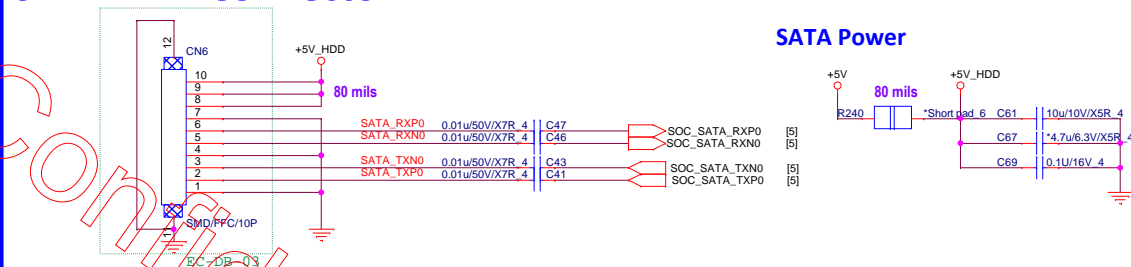 SATA Power
12
CN6
+5V_HDD
80 mils
10
9
8
7
6
5
4
3
2
1
11
SATA_RXP0 0.01u/50V/X7R_4 C47 SOC_SATA_RXP0 [5]
SATA_RXN0 0.01u/50V/X7R_4 C46 SOC_SATA_RXN0 [5]
SATA_TXN0 0.01u/50V/X7R_4 C43 SOC_SATA_TXN0 [5]
SATA_TXP0 0.01u/50V/X7R_4 C41 SOC_SATA_TXP0 [5]
SMD/FFC/10P
EC-DB-03
+5V
80 mils
+5V_HDD
R240 *Short pad_6 C61 10u/10V/X5R_4
C67 *4.7u/6.3V/X5R_4
C69 0.1U/16V_4